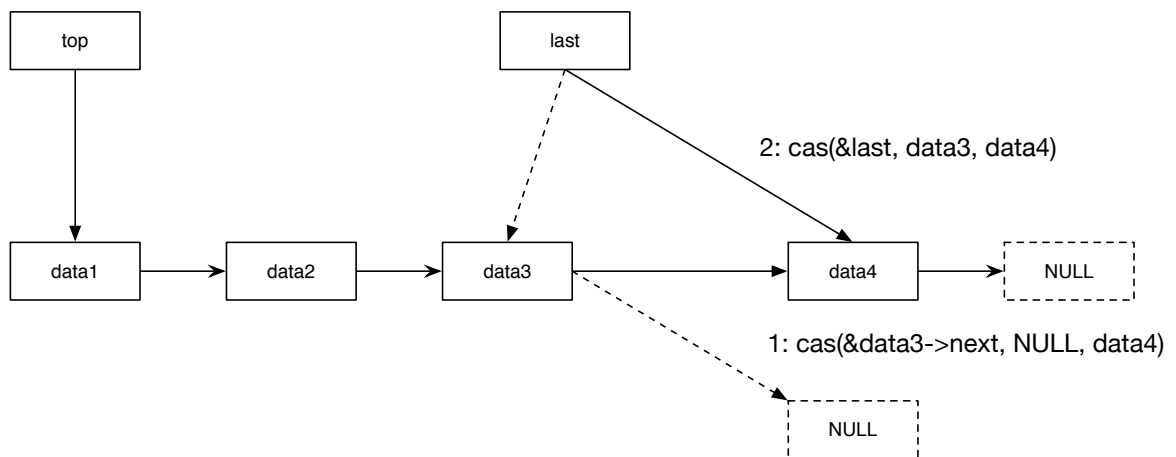 top
last
2: cas(&last, data3, data4)
data1
data2
data3
data4
NULL
1: cas(&data3->next, NULL, data4)
NULL